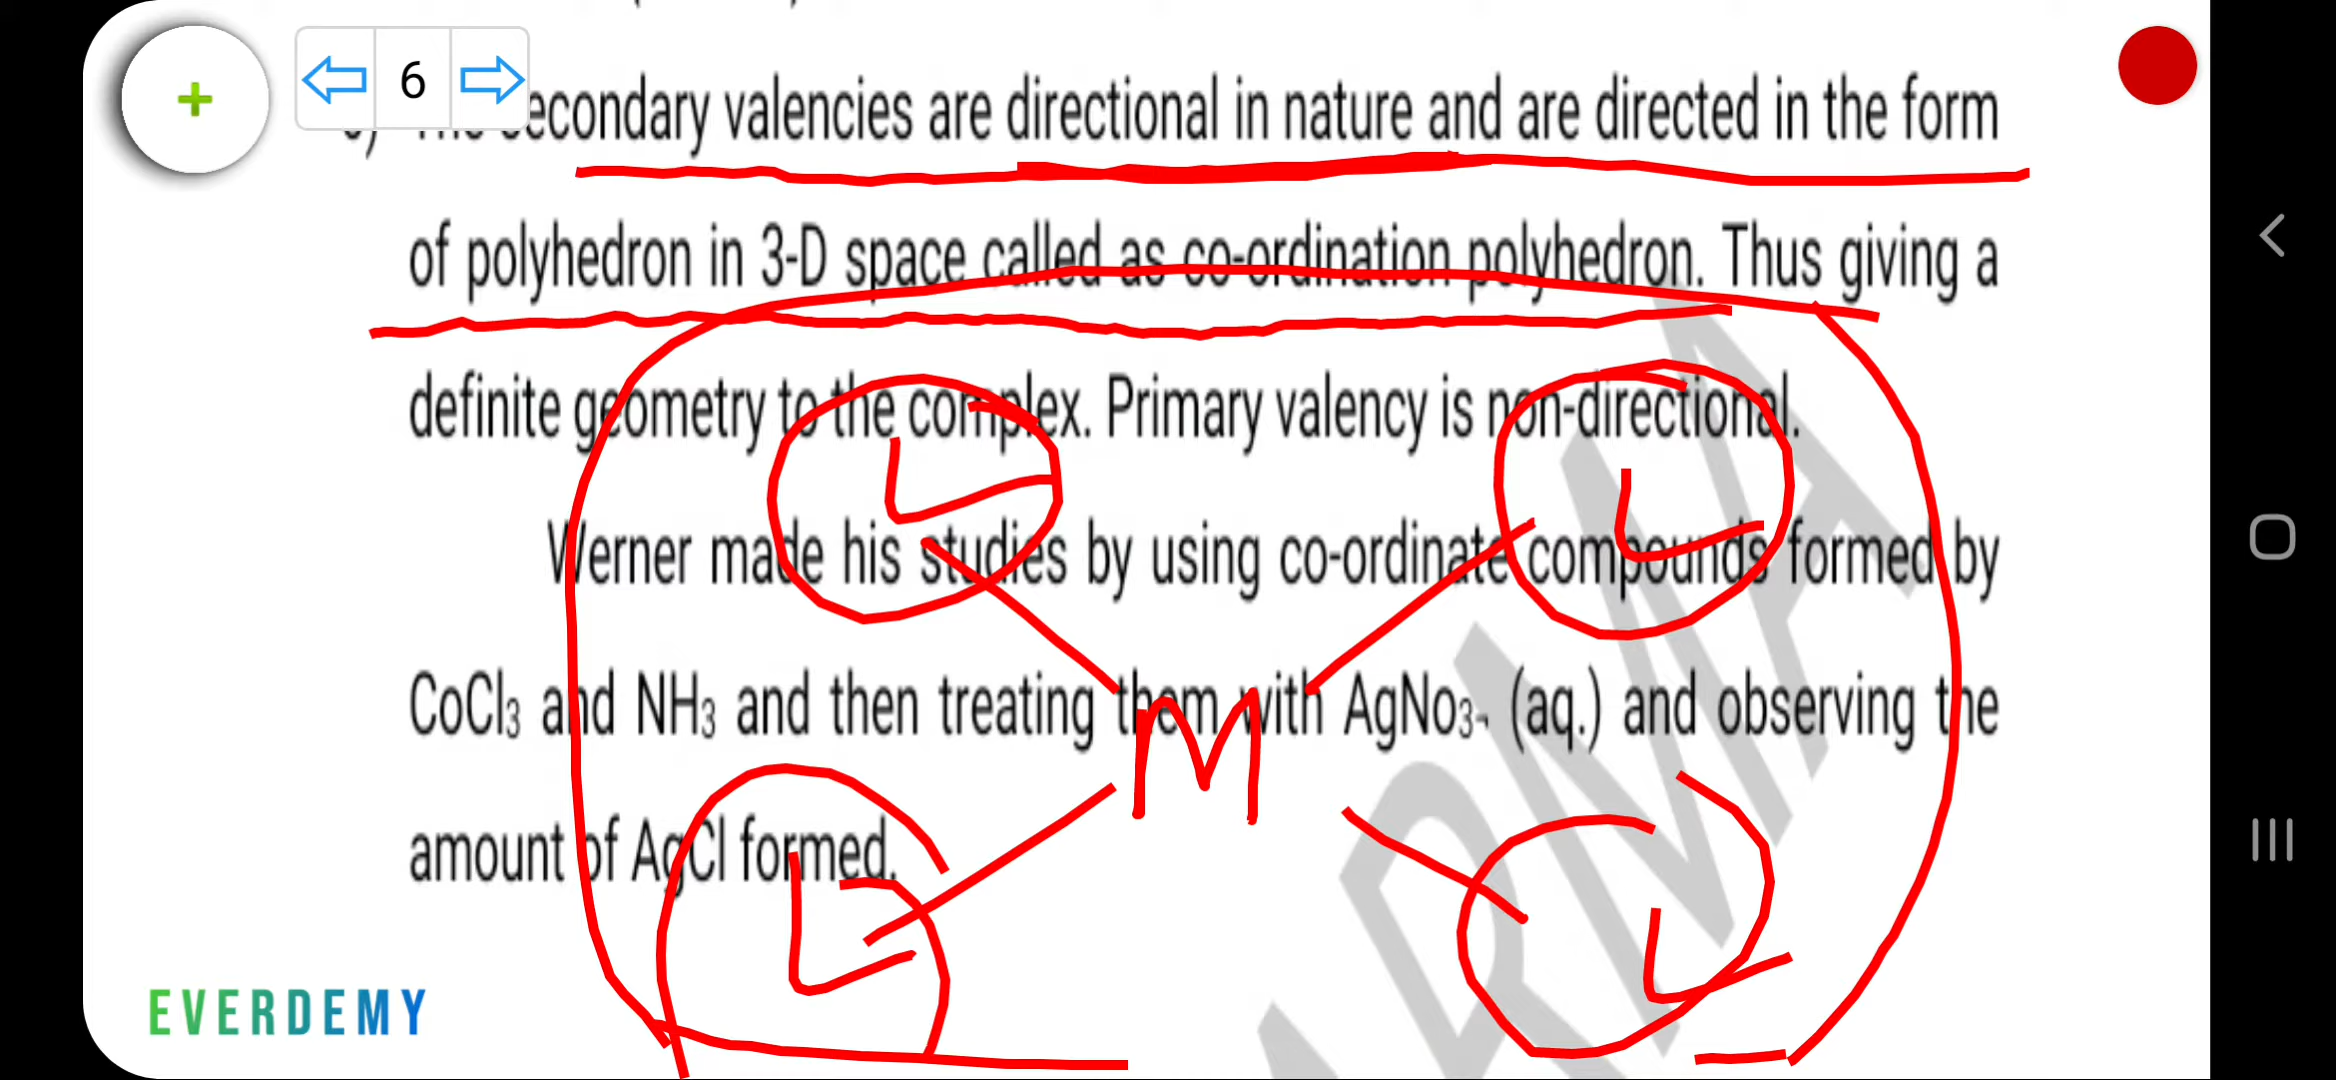 6
secondary valencies are directional in nature and are directed in the form
of polyhedron in 3-D space called as co-ordination polyhedron. Thus giving a
definite geometry to the complex. Primary valency is non-directional.
L L
Werner made his studies by using co-ordinate compounds formed by
CoCl₃ and NH₃ and then treating them with AgNo₃- (aq.) and observing the
M
amount of AgCl formed.
L L
EVERDEMY